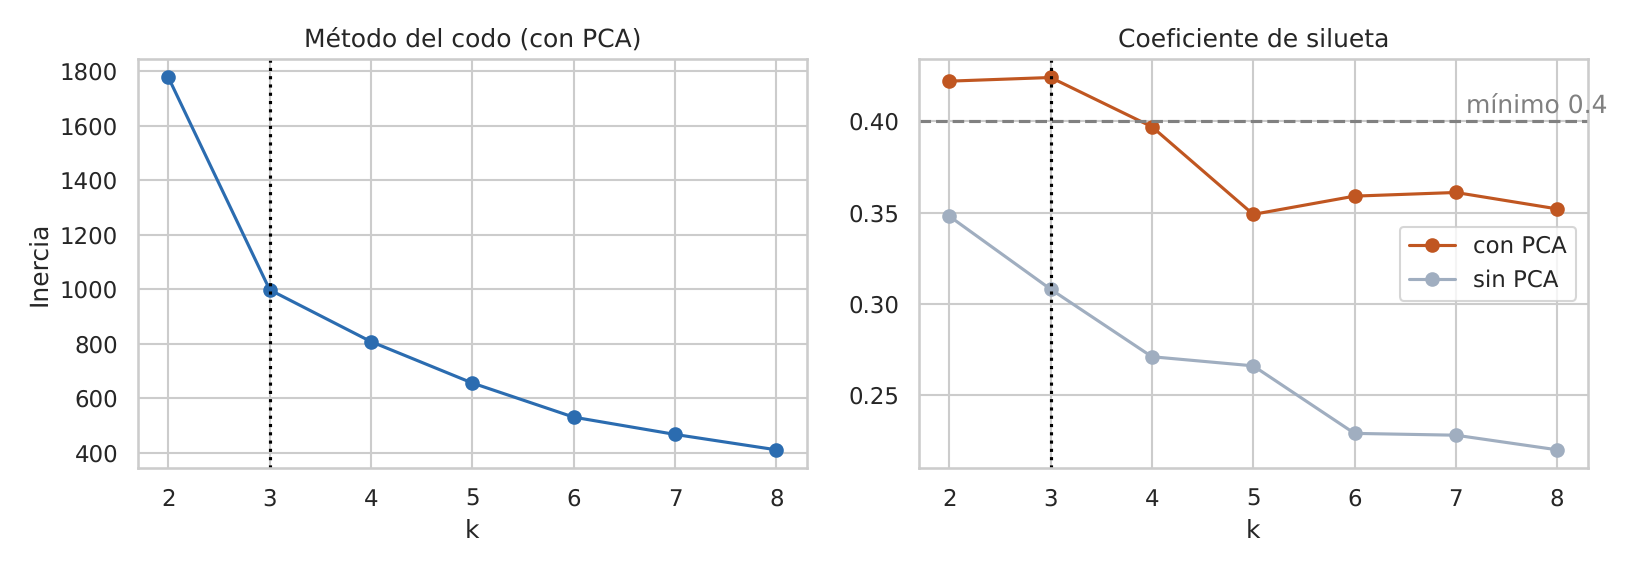 Método del codo (con PCA)
1800
1600
1400
1200
1000
800
600
400
Inercia
2 3 4 5 6 7 8
k
Coeficiente de silueta
mínimo 0.4
0.40
0.35
0.30
0.25
con PCA
sin PCA
2 3 4 5 6 7 8
k